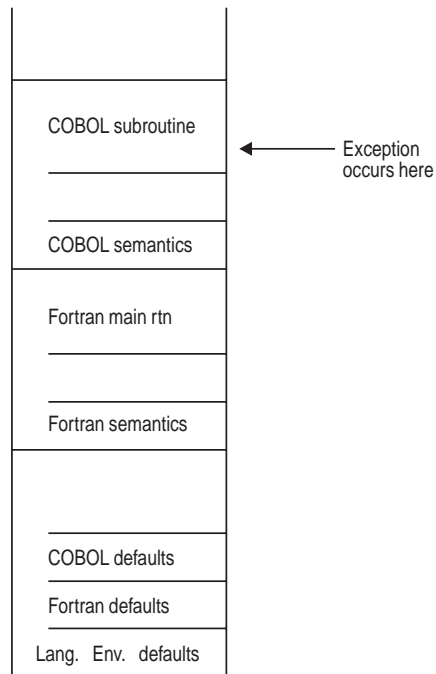 COBOL subroutine
Exception
occurs here
COBOL semantics
Fortran main rtn
Fortran semantics
COBOL defaults
Fortran defaults
Lang. Env. defaults